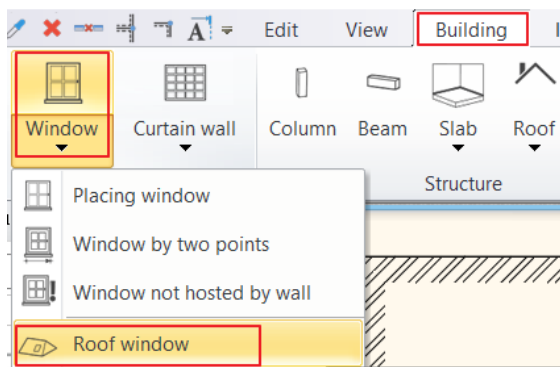 Edit View Building
Window Curtain wall Column Beam Slab Roof
Structure
Placing window
Window by two points
Window not hosted by wall
Roof window